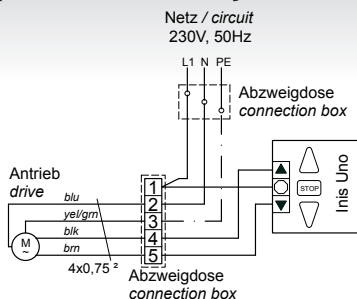 Netz / circuit
230V, 50Hz
L1 N PE
Abzweigdose
connection box
Antrieb
drive
blu
yel/grn
blk
brn
M
~
4x0,75 ²
1
2
3
4
5
Abzweigdose
connection box
STOP
Inis Uno